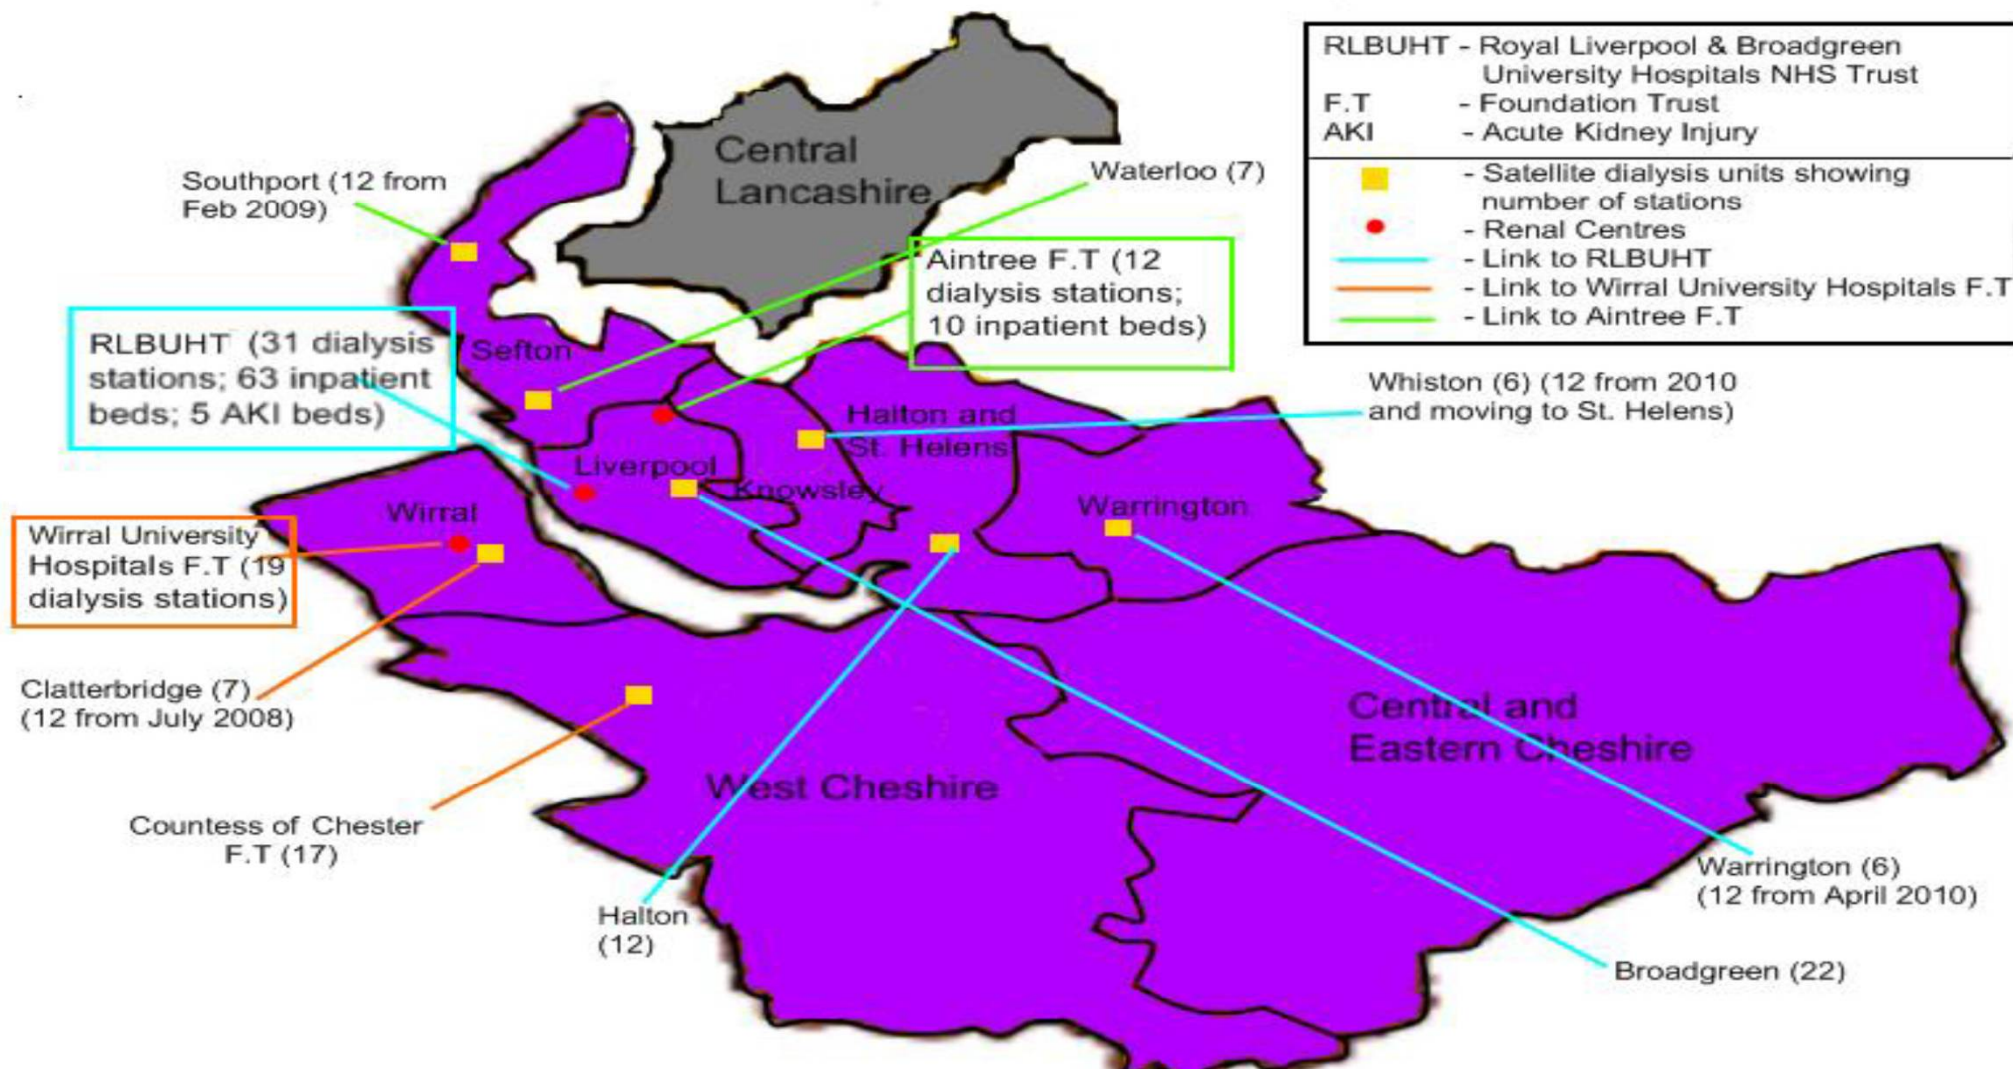 RLBUHT - Royal Liverpool & Broadgreen
University Hospitals NHS Trust
F.T - Foundation Trust
AKI - Acute Kidney Injury
- Satellite dialysis units showing
number of stations
- Renal Centres
- Link to RLBUHT
- Link to Wirral University Hospitals F.T
- Link to Aintree F.T
Central
Lancashire
Waterloo (7)
Southport (12 from
Feb 2009)
Aintree F.T (12
dialysis stations;
10 inpatient beds)
RLBUHT (31 dialysis
stations; 63 inpatient
beds; 5 AKI beds)
Sefton
Whiston (6) (12 from 2010
and moving to St. Helens)
Halton and
St. Helens
Liverpool
Knowsley
Wirral
Warrington
Wirral University
Hospitals F.T (19
dialysis stations)
Clatterbridge (7)
(12 from July 2008)
Central and
Eastern Cheshire
West Cheshire
Countess of Chester
F.T (17)
Warrington (6)
(12 from April 2010)
Halton
(12)
Broadgreen (22)